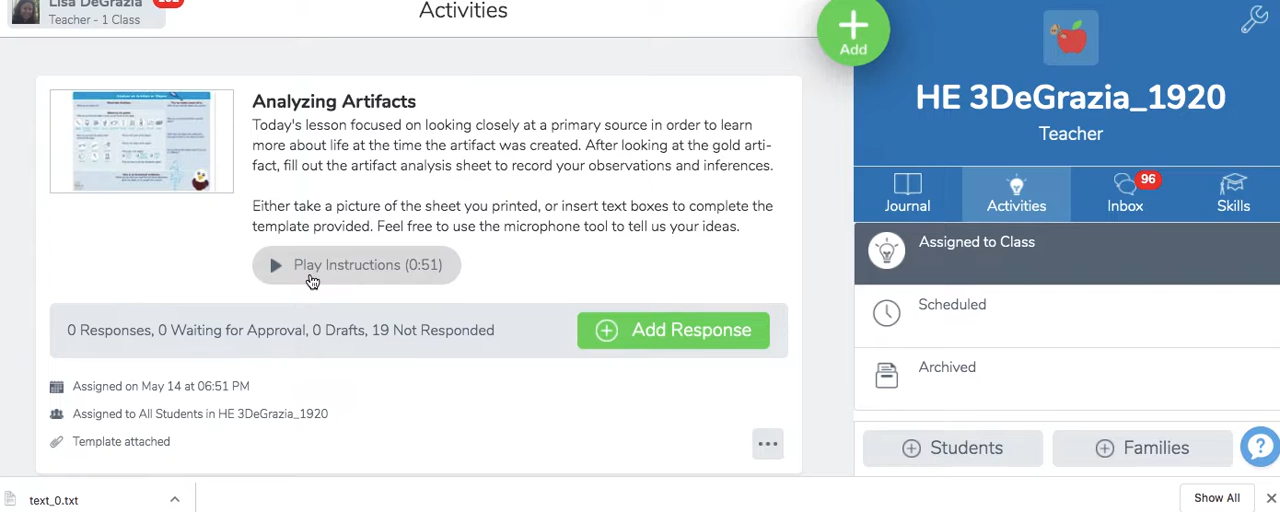 Lisa DeGrazia
Teacher - 1 Class
Activities
Add
HE 3DeGrazia_1920
Teacher
Journal
Activities
96
Inbox
Skills
Assigned to Class
Scheduled
Archived
Students
Families
Analyzing Artifacts
Today's lesson focused on looking closely at a primary source in order to learn
more about life at the time the artifact was created. After looking at the gold arti-
fact, fill out the artifact analysis sheet to record your observations and inferences.
Either take a picture of the sheet you printed, or insert text boxes to complete the
template provided. Feel free to use the microphone tool to tell us your ideas.
Play Instructions (0:51)
0 Responses, 0 Waiting for Approval, 0 Drafts, 19 Not Responded
Add Response
Assigned on May 14 at 06:51 PM
Assigned to All Students in HE 3DeGrazia_1920
Template attached
text_0.txt
Show All